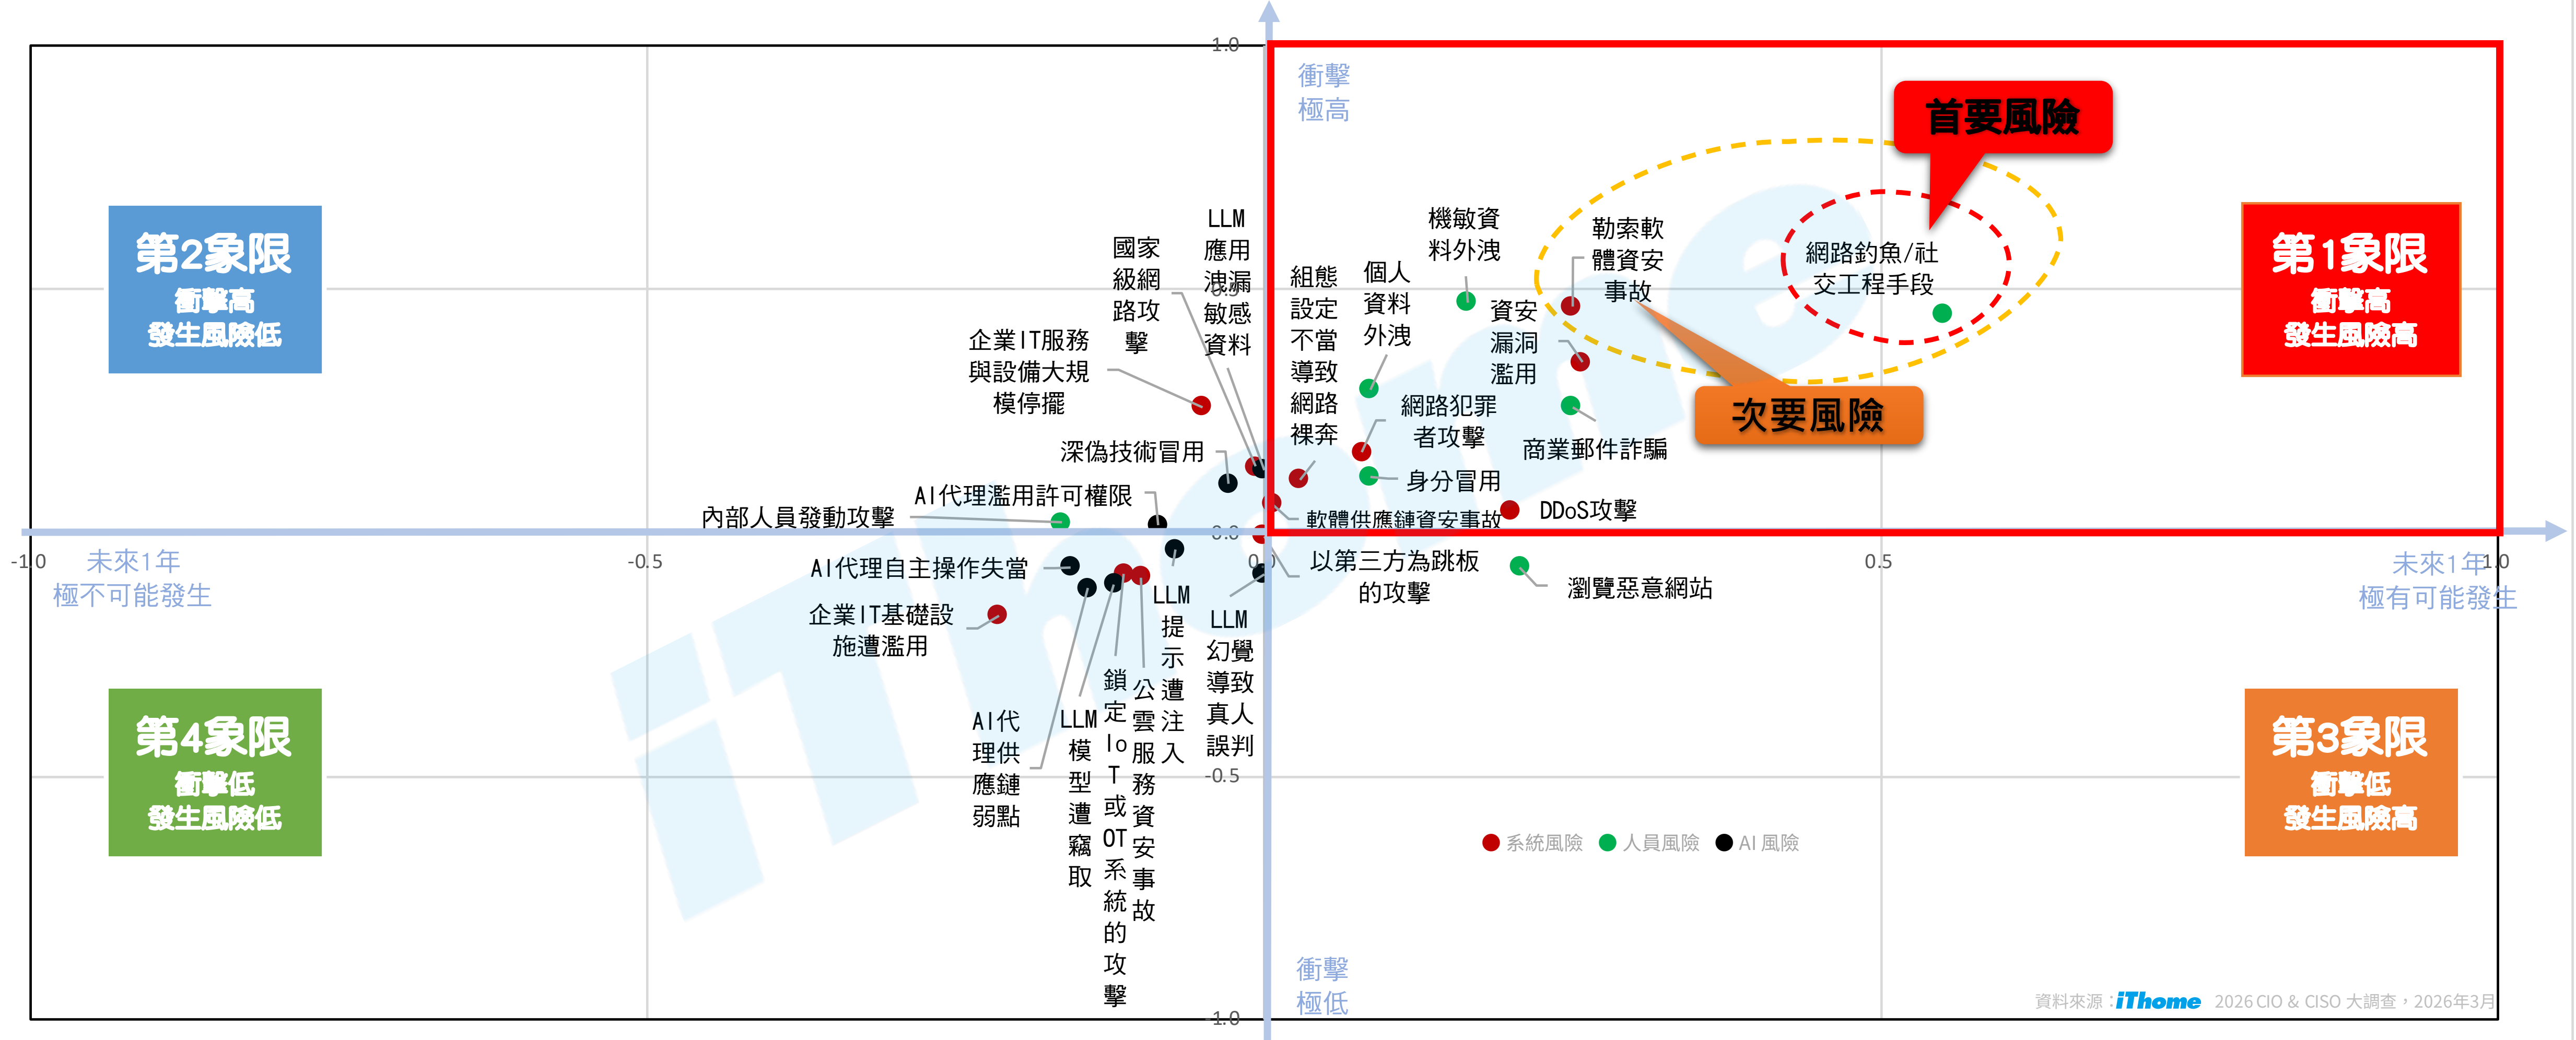 1.0
衝擊
極高
首要風險
第2象限
衝擊高
發生風險低
第1象限
衝擊高
發生風險高
LLM
應用
洩漏
敏感
資料
國家
級網
路攻
擊
企業IT服務
與設備大規
模停擺
組態
設定
不當
導致
網路
裸奔
個人
資料
外洩
機敏資
料外洩
資安
漏洞
濫用
勒索軟
體資安
事故
網路釣魚/社
交工程手段
0.5
次要風險
網路犯罪
者攻擊
商業郵件詐騙
深偽技術冒用
身分冒用
AI代理濫用許可權限
內部人員發動攻擊
軟體供應鏈資安事故
DDoS攻擊
0.0
-1.0
未來1年
極不可能發生
-0.5
0.0
0.5
1.0
未來1年
極有可能發生
AI代理自主操作失當
以第三方為跳板
的攻擊
瀏覽惡意網站
企業IT基礎設
施遭濫用
AI代
理供
應鏈
弱點
LLM
模
型
遭
竊
取
鎖
定
Io
T
或
OT
系
統
的
攻
擊
公
雲
服
務
資
安
事
故
LLM
提
示
遭
注
入
LLM
幻覺
導致
真人
誤判
-0.5
第4象限
衝擊低
發生風險低
第3象限
衝擊低
發生風險高
系統風險 人員風險 AI 風險
衝擊
極低
-1.0
資料來源：iThome 2026 CIO & CISO 大調查，2026年3月
iThome